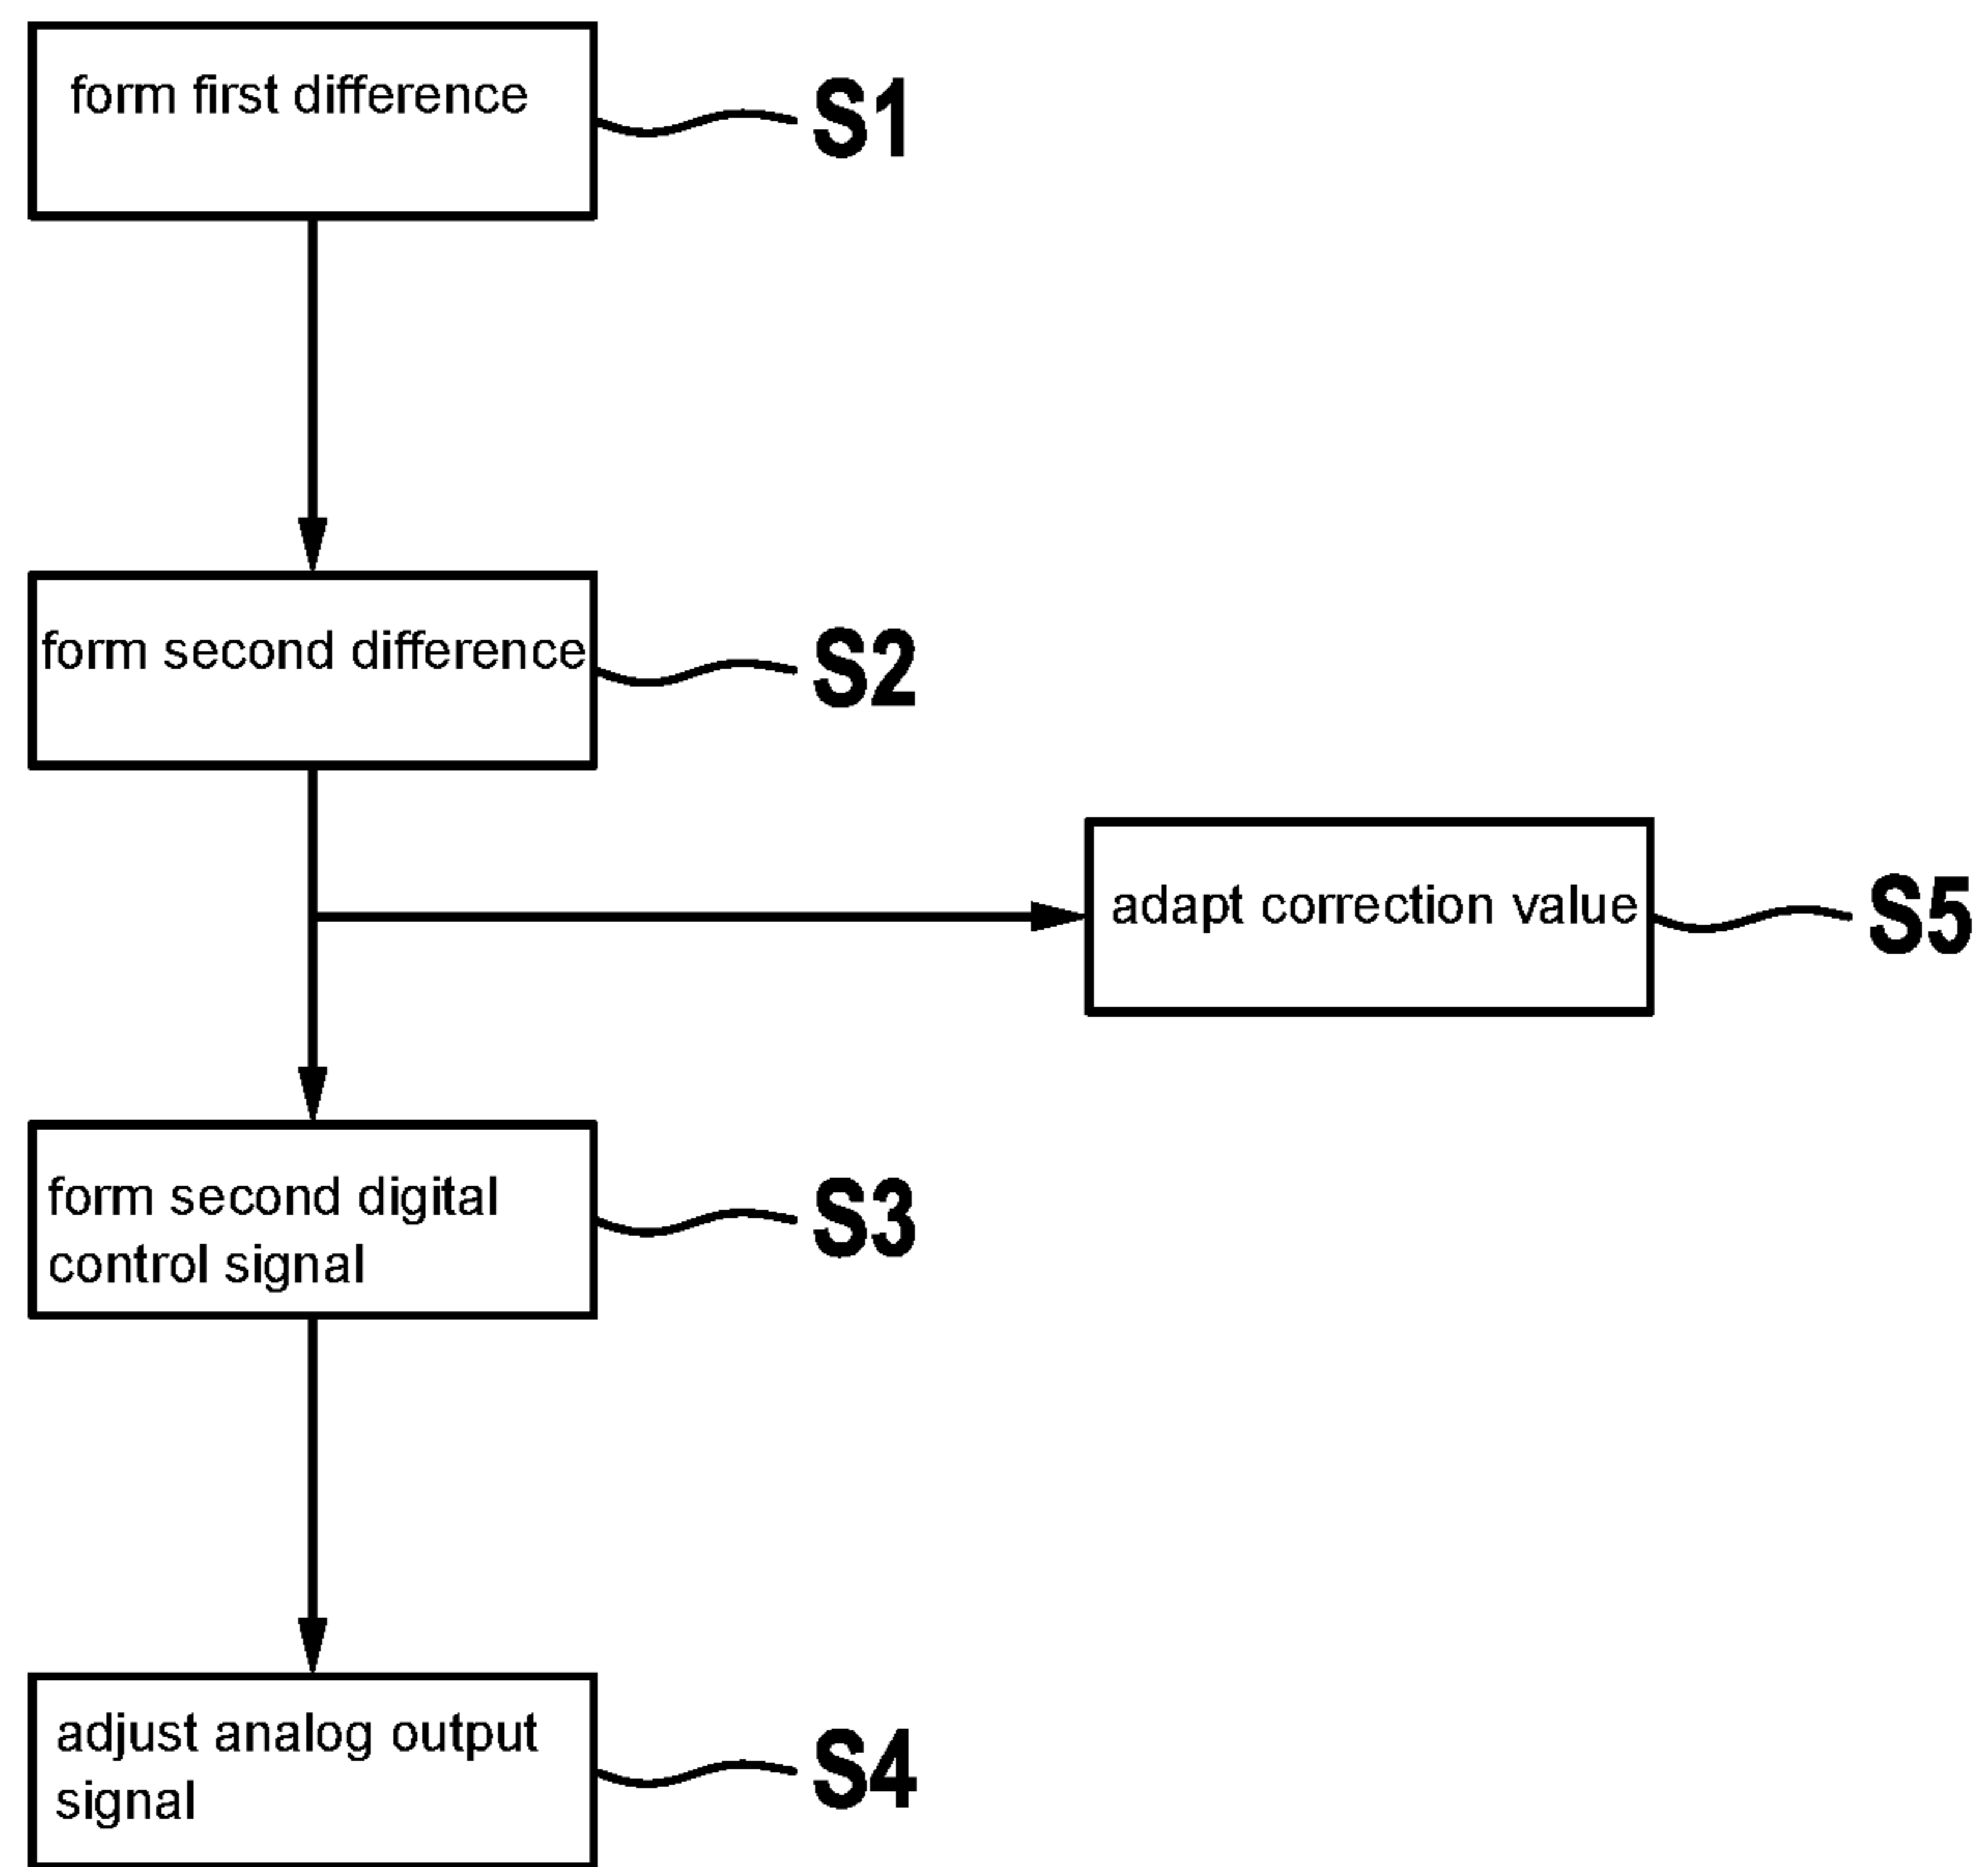 form first difference
S1
form second difference
S2
adapt correction value
S5
form second digital
control signal
S3
adjust analog output
signal
S4